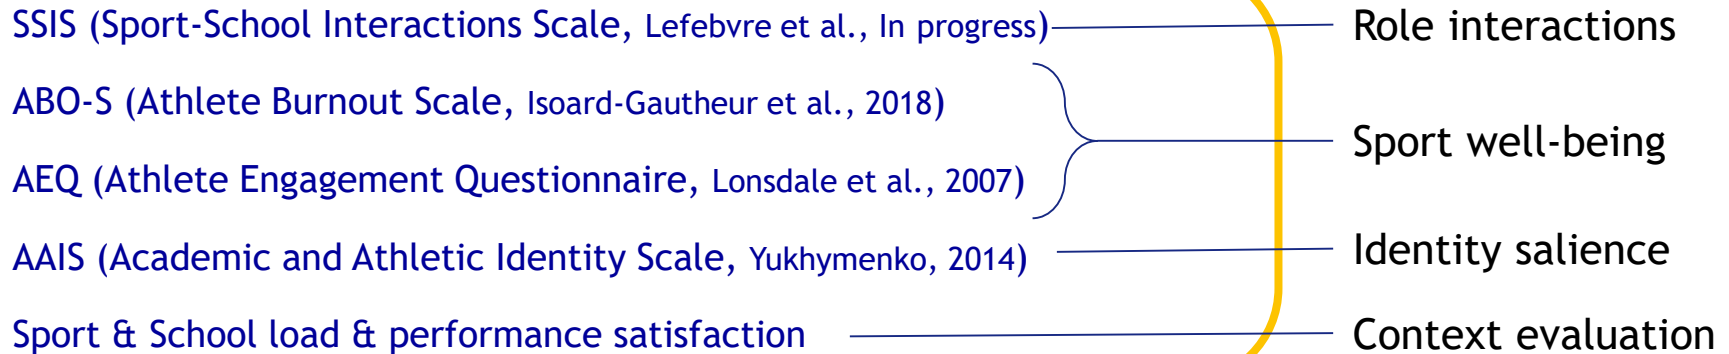 SSIS (Sport-School Interactions Scale, Lefebvre et al., In progress)
Role interactions
ABO-S (Athlete Burnout Scale, Isoard-Gautheur et al., 2018)
Sport well-being
AEQ (Athlete Engagement Questionnaire, Lonsdale et al., 2007)
AAIS (Academic and Athletic Identity Scale, Yukhymenko, 2014)
Identity salience
Sport & School load & performance satisfaction
Context evaluation